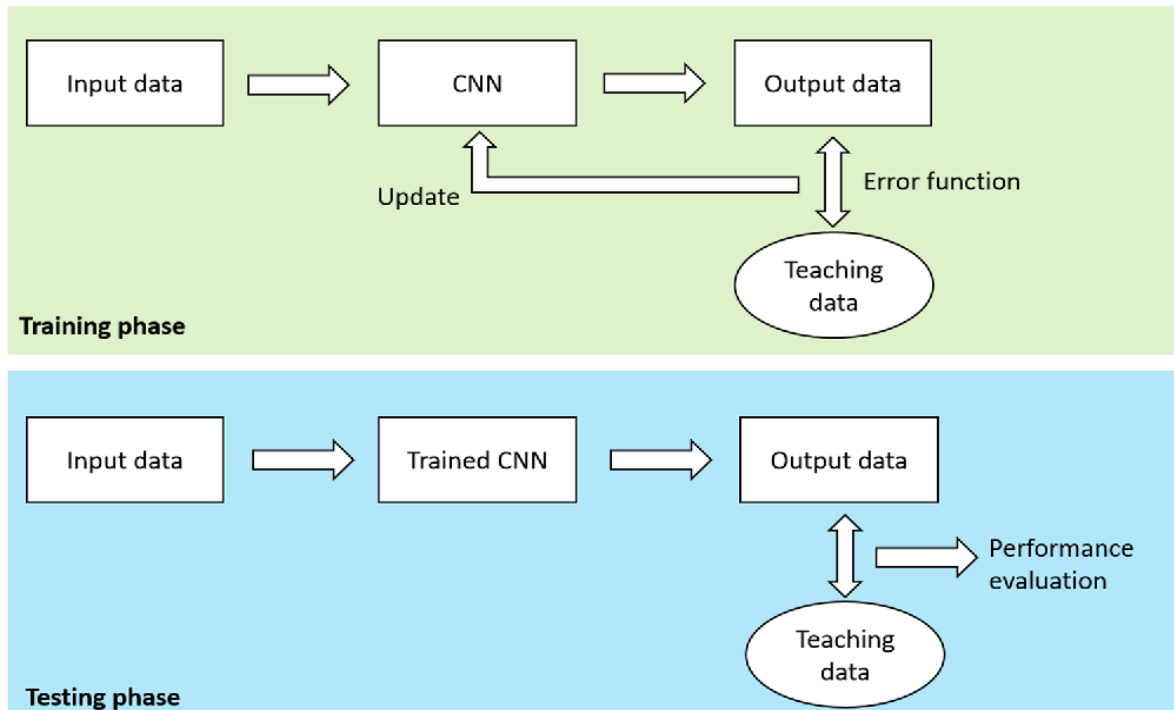 Input data
CNN
Output data
Update
Error function
Teaching
data
Training phase
Input data
Trained CNN
Output data
Performance
evaluation
Teaching
data
Testing phase